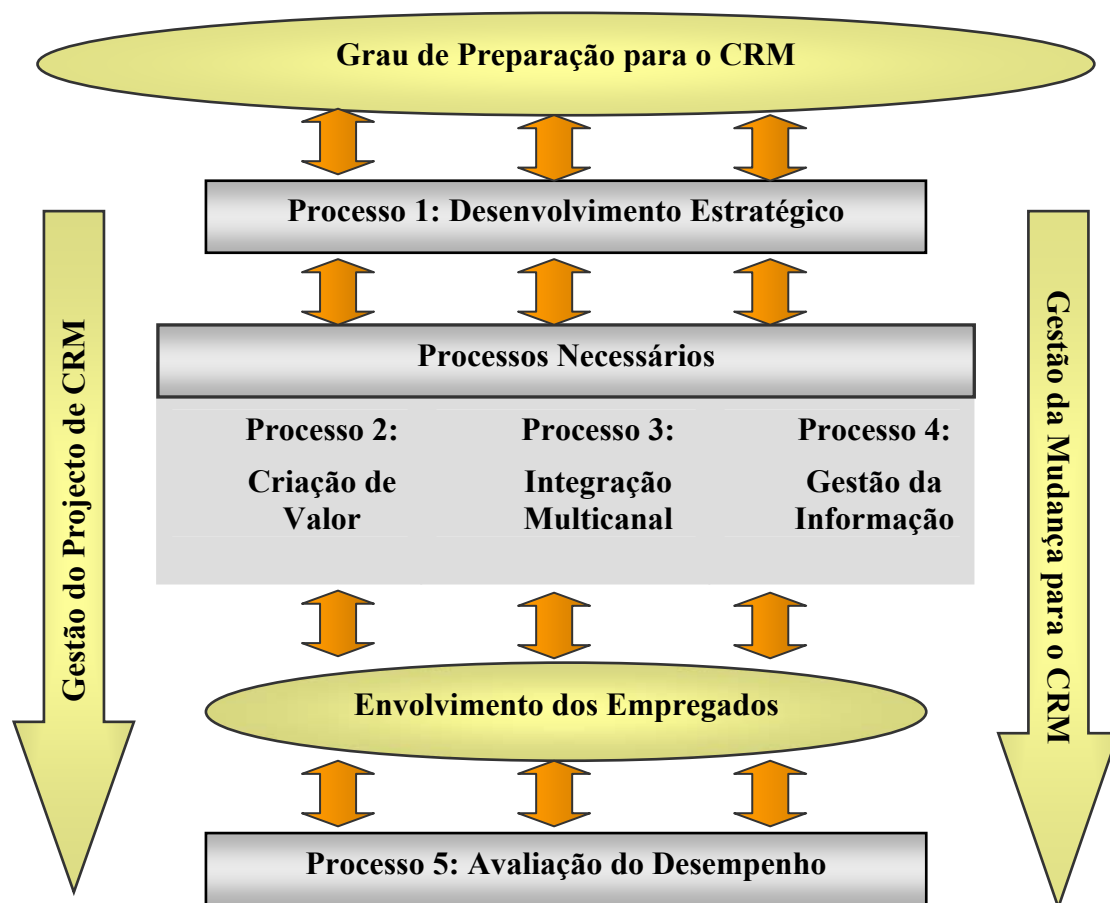 Grau de Preparação para o CRM
Processo 1: Desenvolvimento Estratégico
Gestão do Projecto de CRM
Gestão da Mudança para o CRM
Processos Necessários
Processo 2:
Criação de
Valor
Processo 3:
Integração
Multicanal
Processo 4:
Gestão da
Informação
Envolvimento dos Empregados
Processo 5: Avaliação do Desempenho